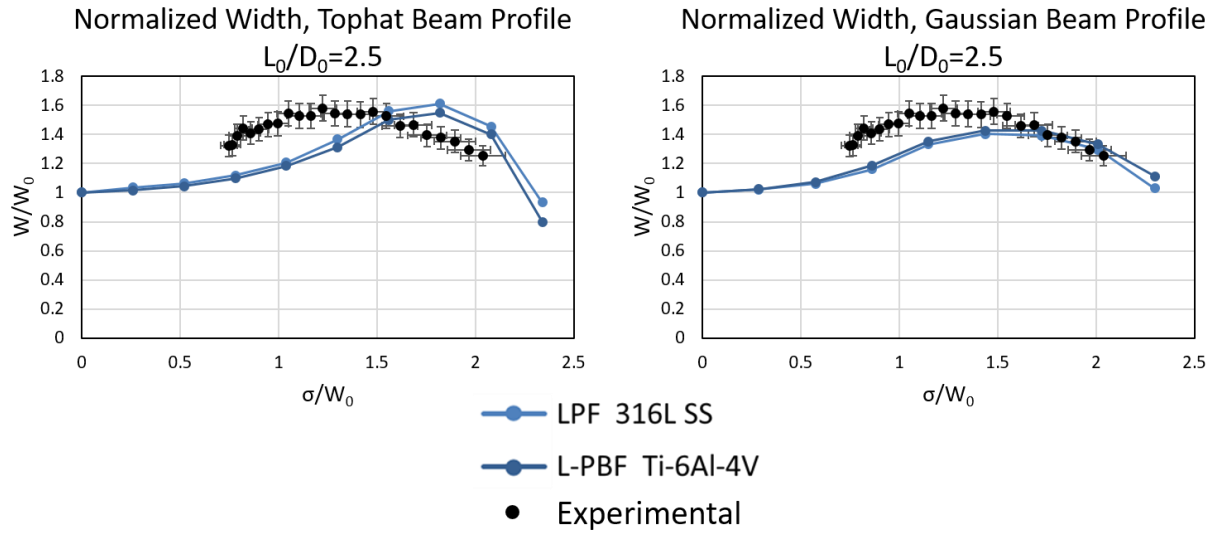 Normalized Width, Tophat Beam Profile
L₀/D₀=2.5
1.8
1.6
1.4
1.2
1
0.8
0.6
0.4
0.2
0
W/W₀
0
0.5
1
1.5
2
2.5
σ/W₀
Normalized Width, Gaussian Beam Profile
L₀/D₀=2.5
1.8
1.6
1.4
1.2
1
0.8
0.6
0.4
0.2
0
W/W₀
0
0.5
1
1.5
2
2.5
σ/W₀
LPF 316L SS
L-PBF Ti-6Al-4V
Experimental